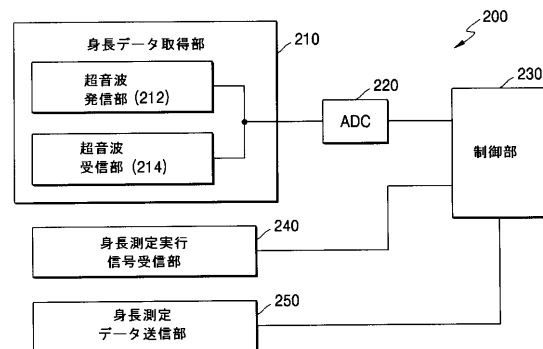 200
身長データ取得部
210
超音波
発信部 (212)
220
230
ADC
制御部
超音波
受信部 (214)
240
身長測定実行
信号受信部
250
身長測定
データ送信部